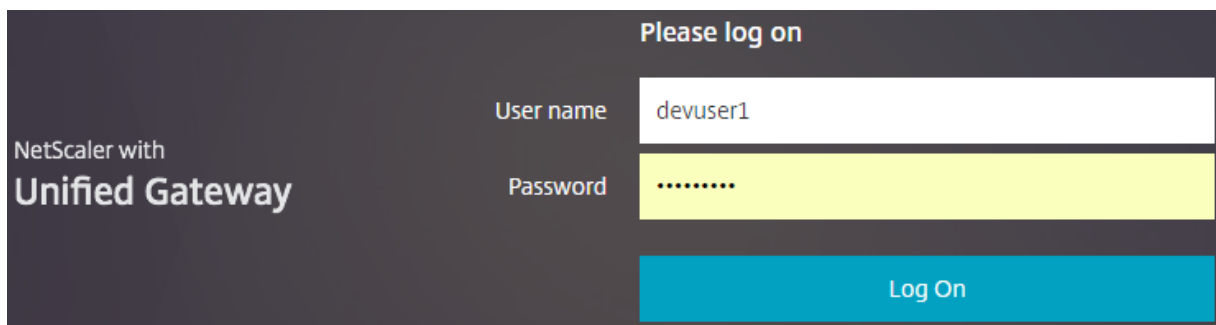 Please log on
User name
devuser1
NetScaler with
Unified Gateway
Password
•••••••••
Log On